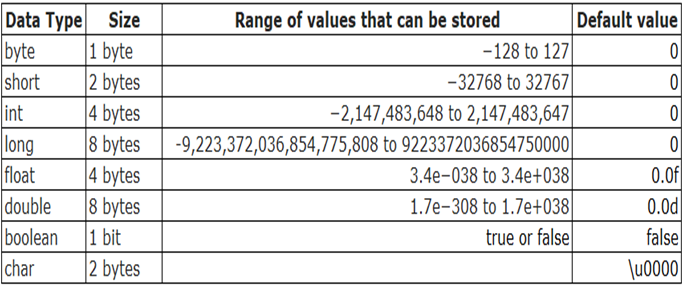 Data Type Size Range of values that can be stored Default value
byte 1 byte −128 to 127 0
short 2 bytes −32768 to 32767 0
int 4 bytes −2,147,483,648 to 2,147,483,647 0
long 8 bytes -9,223,372,036,854,775,808 to 9223372036854750000 0
float 4 bytes 3.4e−038 to 3.4e+038 0.0f
double 8 bytes 1.7e−308 to 1.7e+038 0.0d
boolean 1 bit true or false false
char 2 bytes \u0000